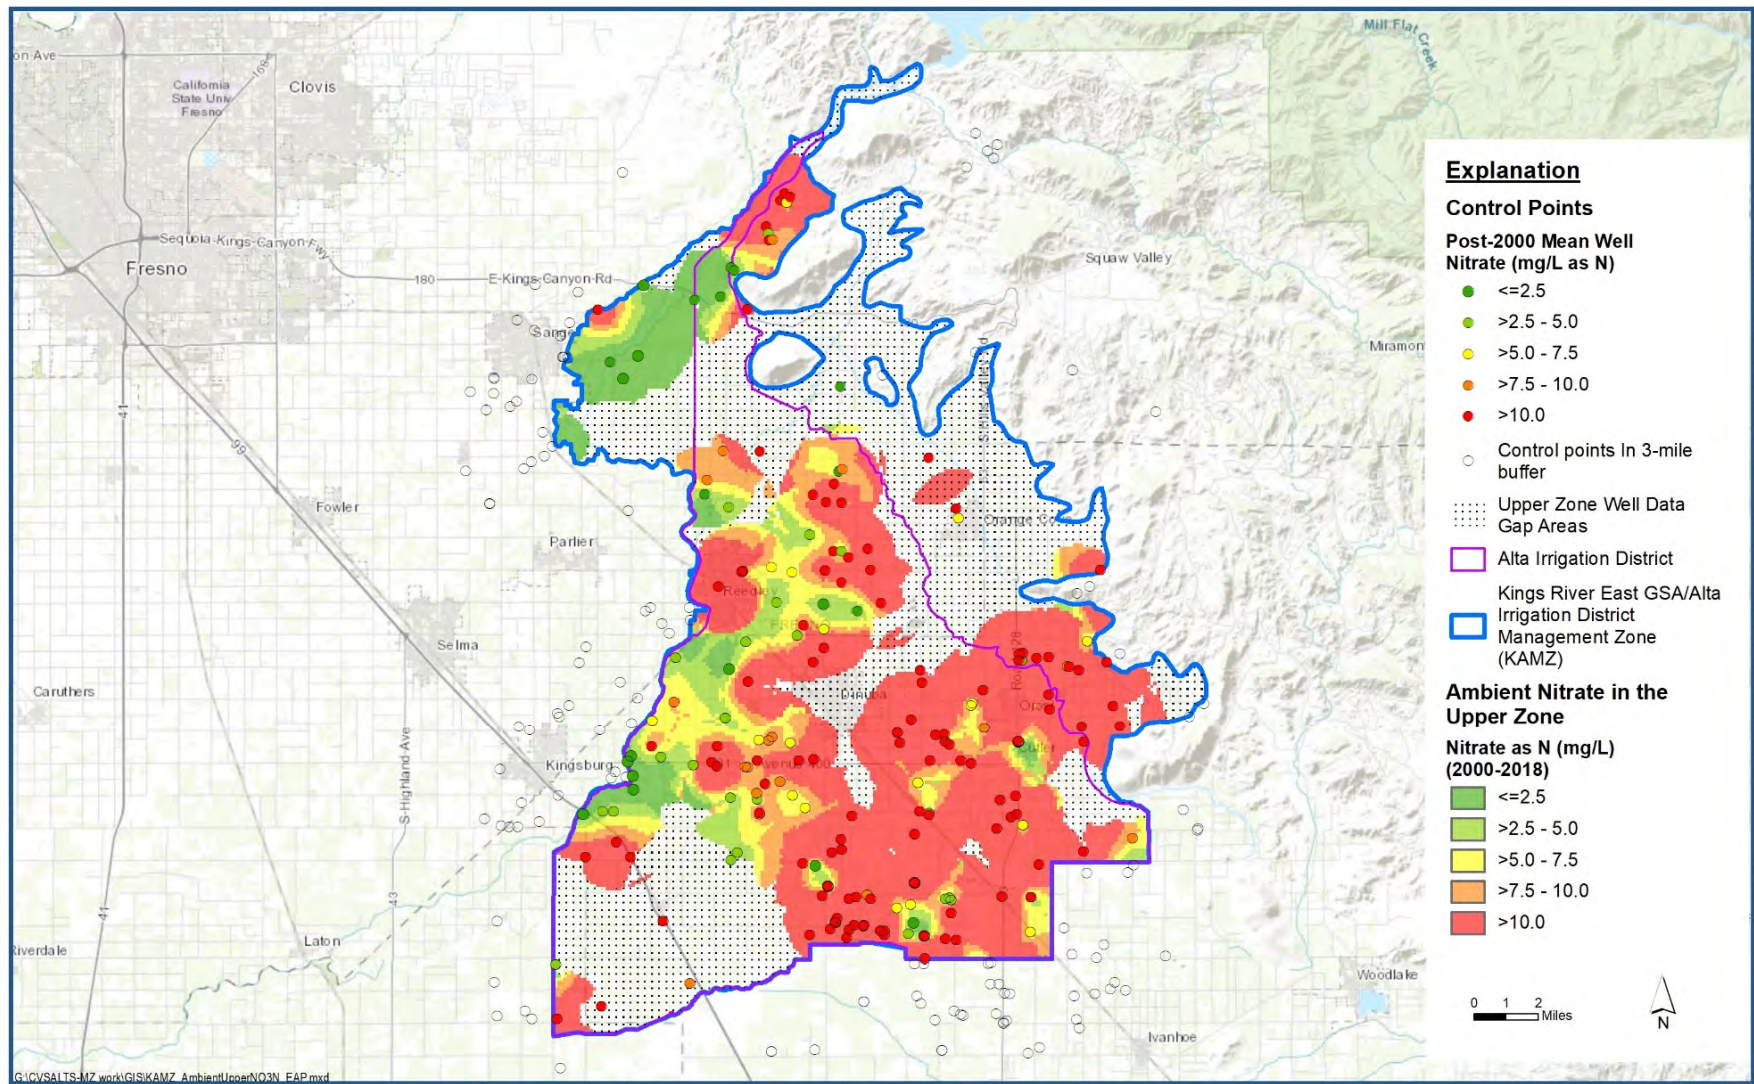 Mill Flat Creek
on Ave
168
California
State Univ
Fresno
Clovis
Sequoia-Kings-Canyon-Fwy
Fresno
180
E-Kings-Canyon-Rd
Squaw Valley
Sange
Miramon
41
99
Fowler
Orange Co
Parlier
Reedley
Selma
Caruthers
Dinuba
Cutler
S-Highland Ave
Kingsburg
Avenue 400
43
41
Riverdale
Laton
Woodlake
Ivanhoe
Explanation
Control Points
Post-2000 Mean Well
Nitrate (mg/L as N)
<=2.5
>2.5 - 5.0
>5.0 - 7.5
>7.5 - 10.0
>10.0
Control points In 3-mile
buffer
Upper Zone Well Data
Gap Areas
Alta Irrigation District
Kings River East GSA/Alta
Irrigation District
Management Zone
(KAMZ)
Ambient Nitrate in the
Upper Zone
Nitrate as N (mg/L)
(2000-2018)
<=2.5
>2.5 - 5.0
>5.0 - 7.5
>7.5 - 10.0
>10.0
0 1 2
Miles
N
G:\CVSALTS-MZ work\GIS\KAMZ_AmbientUpperNO3N_EAP.mxd